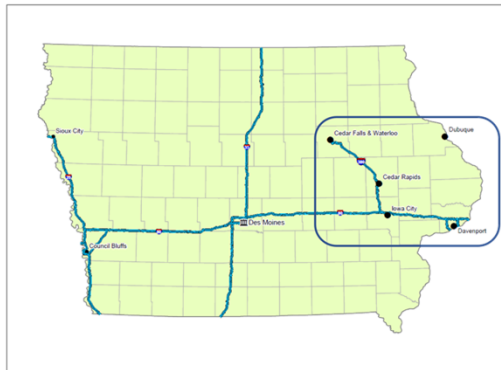 Sioux City
Cedar Falls & Waterloo
Dubuque
Cedar Rapids
Iowa City
Des Moines
Davenport
Council Bluffs